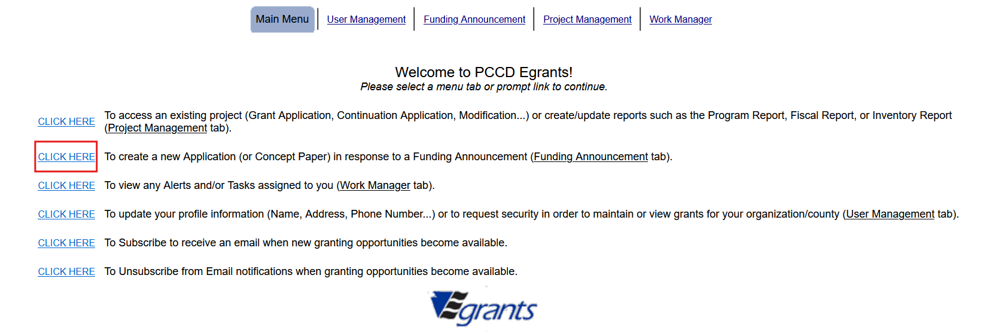 Main Menu
User Management
Funding Announcement
Project Management
Work Manager
Welcome to PCCD Egrants!
Please select a menu tab or prompt link to continue.
CLICK HERE To access an existing project (Grant Application, Continuation Application, Modification...) or create/update reports such as the Program Report, Fiscal Report, or Inventory Report
(Project Management tab).
CLICK HERE To create a new Application (or Concept Paper) in response to a Funding Announcement (Funding Announcement tab).
CLICK HERE To view any Alerts and/or Tasks assigned to you (Work Manager tab).
CLICK HERE To update your profile information (Name, Address, Phone Number...) or to request security in order to maintain or view grants for your organization/county (User Management tab).
CLICK HERE To Subscribe to receive an email when new granting opportunities become available.
CLICK HERE To Unsubscribe from Email notifications when granting opportunities become available.
Egrants